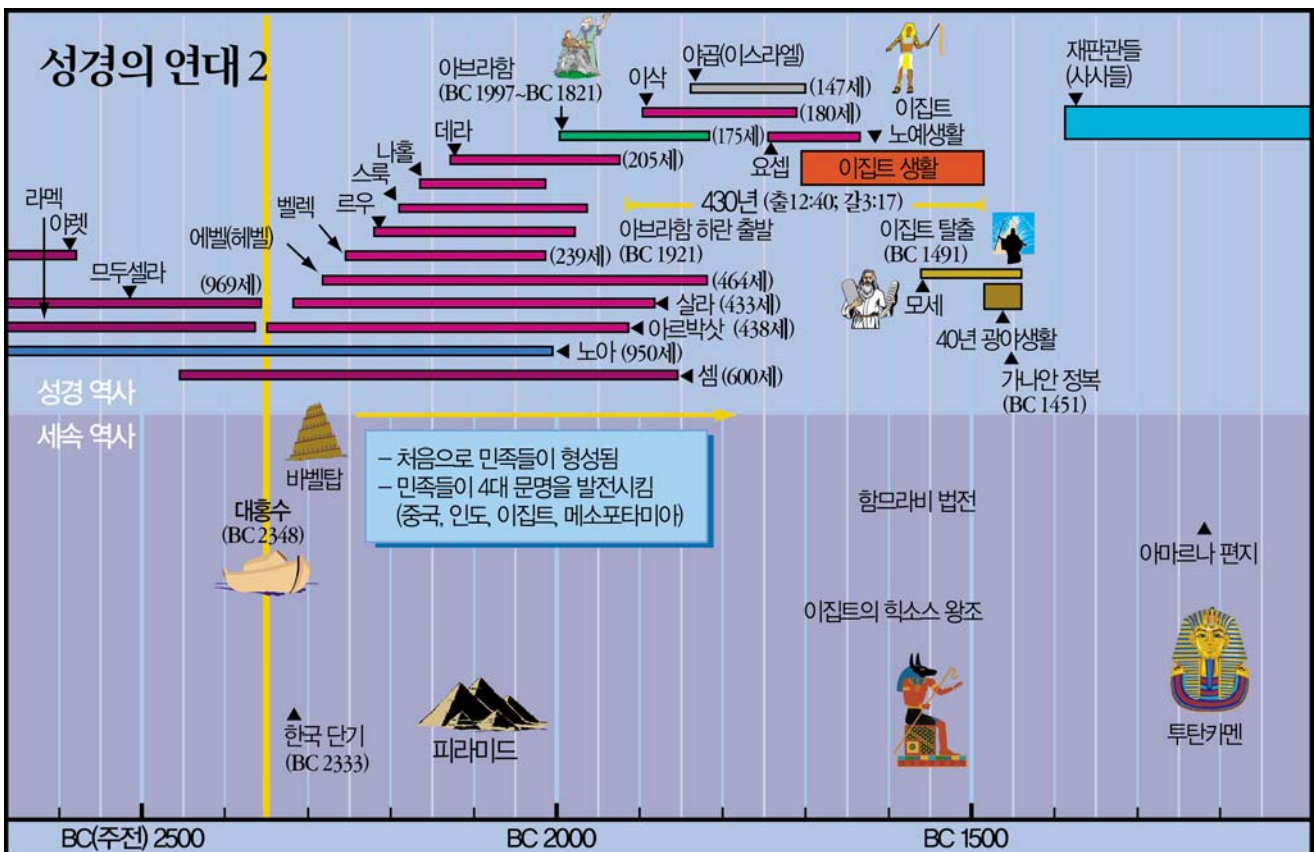 성경의 연대 2
아브라함
(BC 1997~BC 1821)
야곱(이스라엘)
(147세)
이삭
(180세)
이집트
노예생활
재판관들
(사사들)
데라
(175세)
요셉
(205세)
이집트 생활
나홀
스룩
르우
벨렉
에벨(헤벨)
430년 (출12:40; 갈3:17)
라멕
야렛
므두셀라
(969세)
(239세)
아브라함 하란 출발
(BC 1921)
이집트 탈출
(BC 1491)
(464세)
살라 (433세)
모세
아르박삿 (438세)
40년 광야생활
노아 (950세)
셈 (600세)
가나안 정복
(BC 1451)
성경 역사
세속 역사
바벨탑
– 처음으로 민족들이 형성됨
– 민족들이 4대 문명을 발전시킴
(중국, 인도, 이집트, 메소포타미아)
대홍수
(BC 2348)
함므라비 법전
아마르나 편지
이집트의 힉소스 왕조
한국 단기
(BC 2333)
피라미드
투탄카멘
BC(주전) 2500
BC 2000
BC 1500